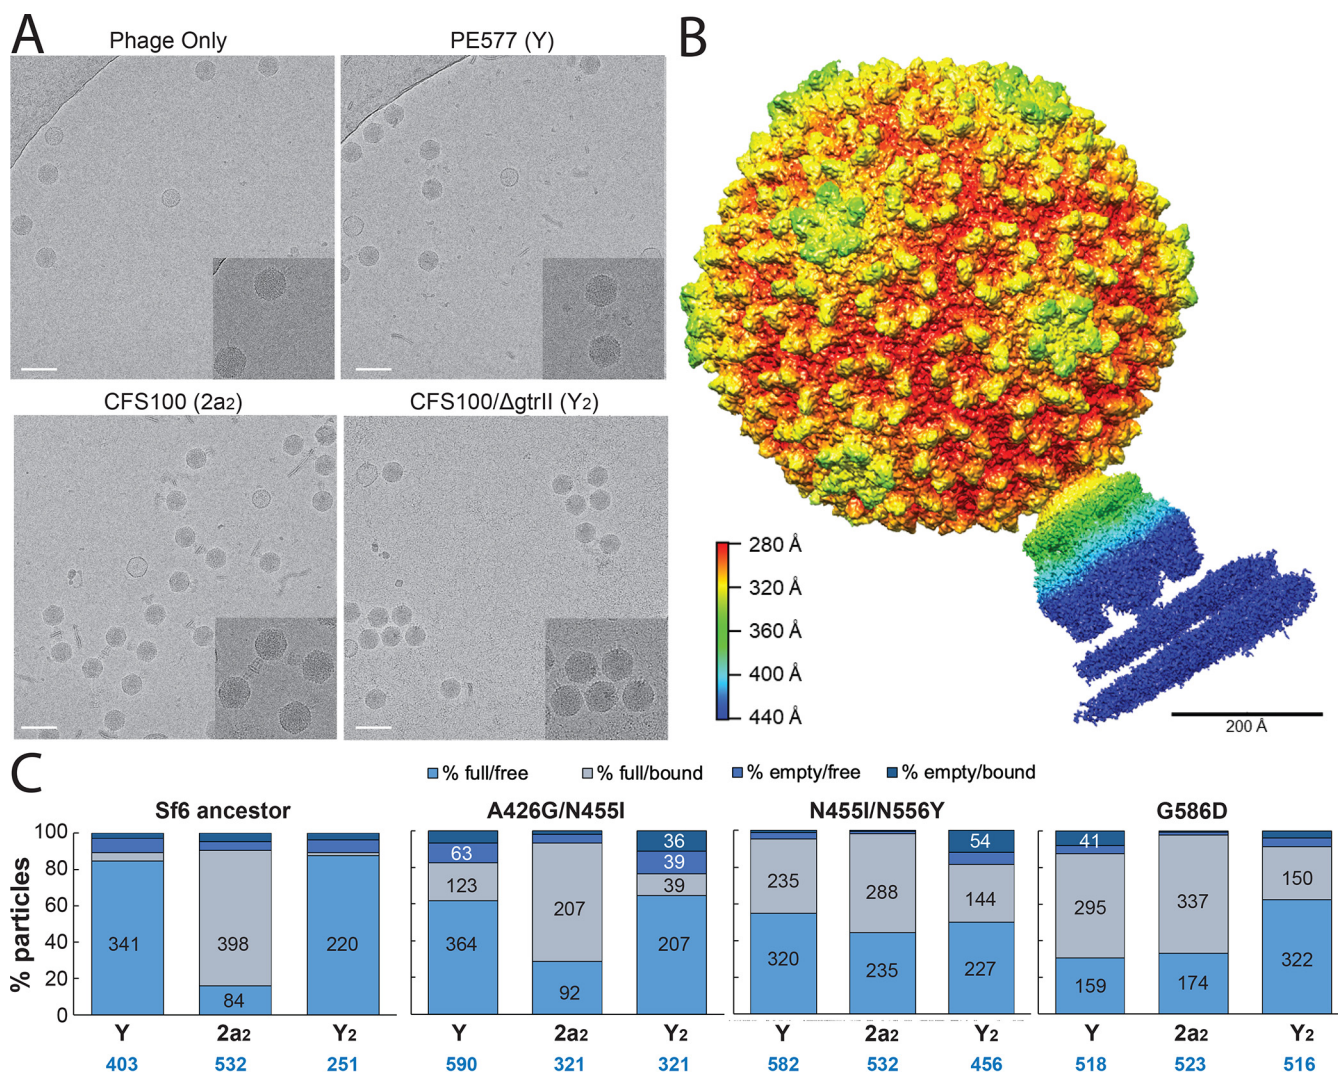 A
B
Phage Only
PE577 (Y)
CFS100 (2a₂)
CFS100/ΔgtrII (Y₂)
280 Å
320 Å
360 Å
400 Å
440 Å
200 Å
C
% full/free
% full/bound
% empty/free
% empty/bound
Sf6 ancestor
A426G/N455I
N455I/N556Y
G586D
% particles
100
80
60
40
20
0
341
398
84
220
63
123
364
207
92
36
39
39
207
235
320
288
235
54
144
227
41
295
159
337
174
150
322
Y 2a₂ Y₂ Y 2a₂ Y₂ Y 2a₂ Y₂ Y 2a₂ Y₂
403 532 251 590 321 321 582 532 456 518 523 516